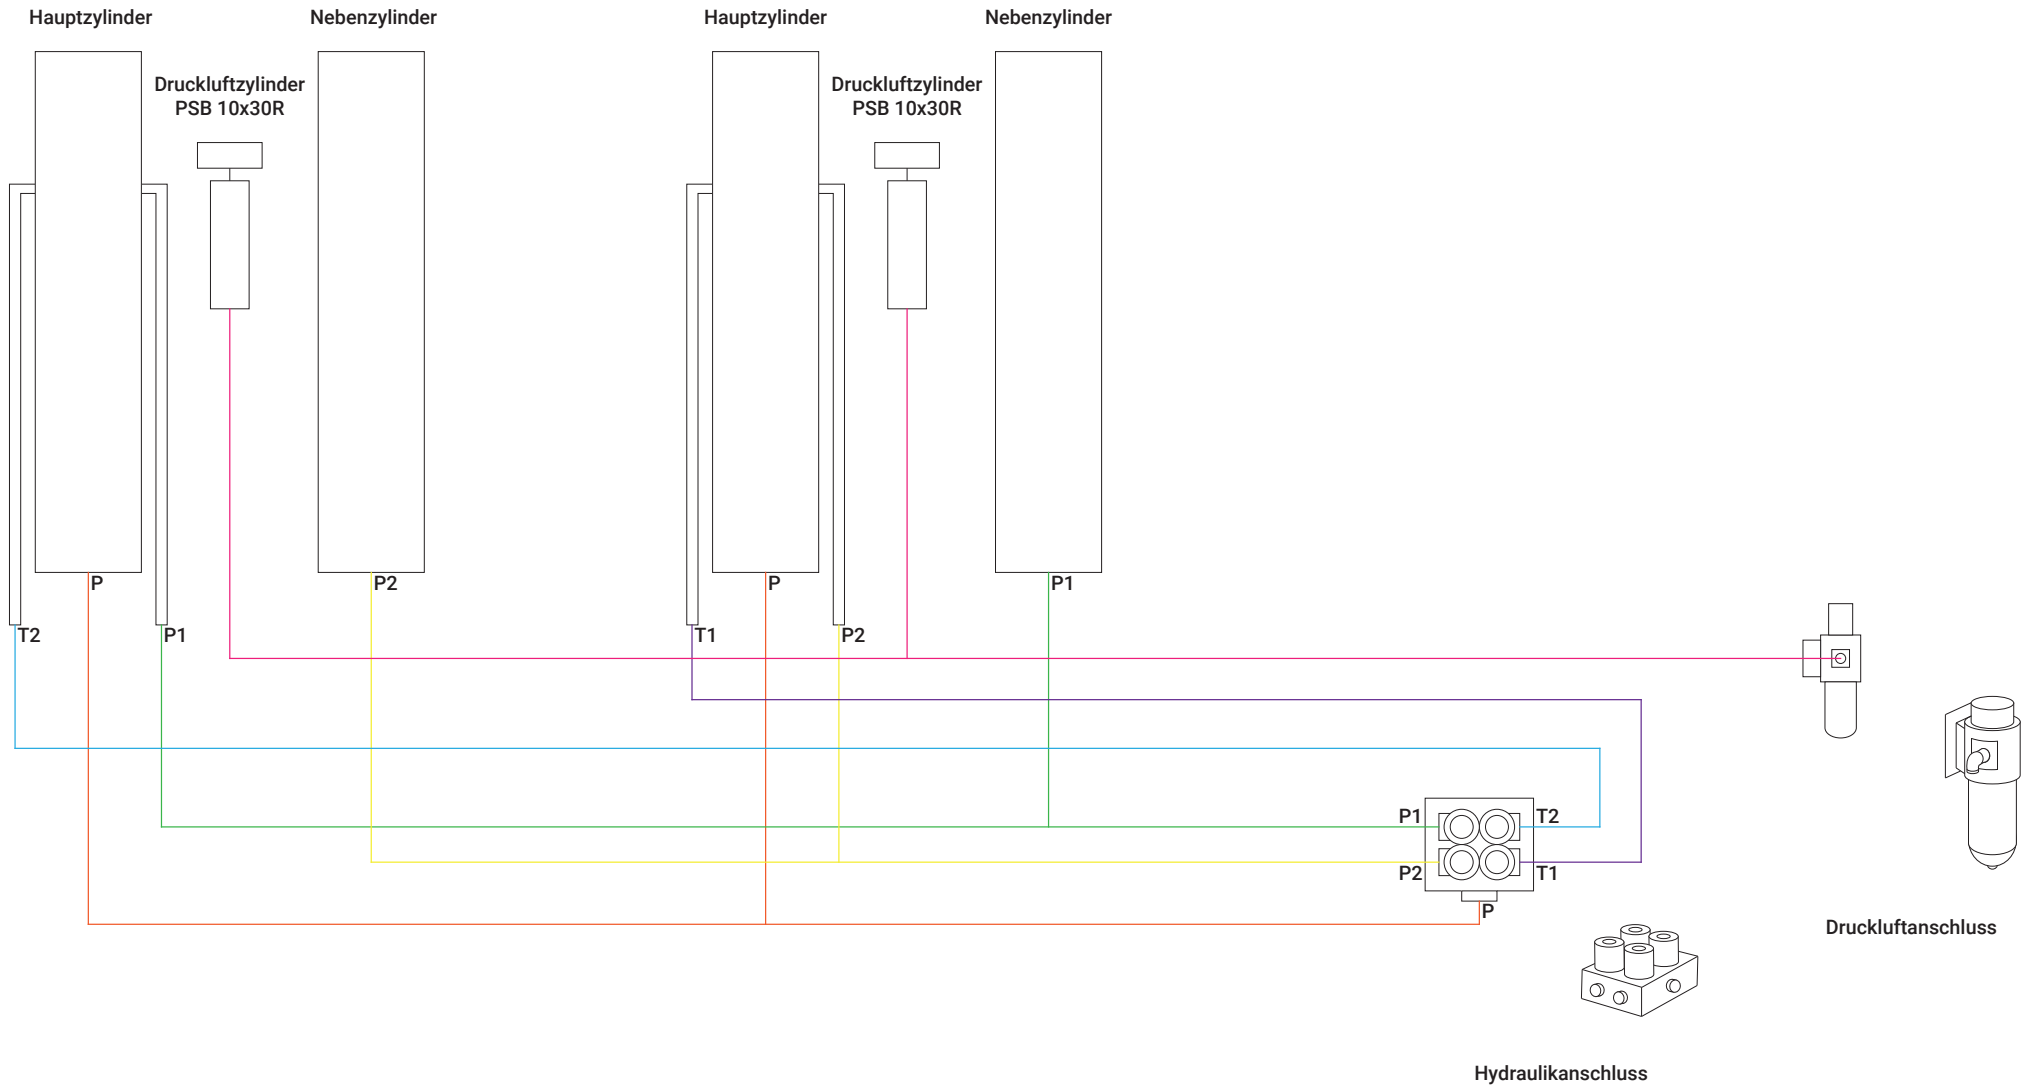 Hauptzylinder
Nebenzylinder
Hauptzylinder
Nebenzylinder
Druckluftzylinder
PSB 10x30R
Druckluftzylinder
PSB 10x30R
P
P2
P
P1
T2
P1
T1
P2
P1
T2
P2
T1
P
Druckluftanschluss
Hydraulikanschluss